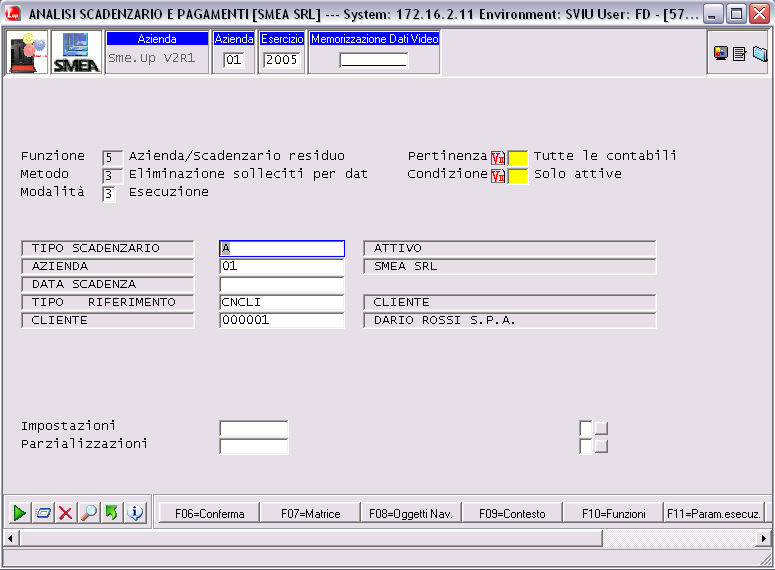 ANALISI SCADENZARIO E PAGAMENTI [SMEA SRL] --- System: 172.16.2.11 Environment: SVIU User: FD - [57...
SMEA
Azienda
Sme.Up V2R1
Azienda
01
Esercizio
2005
Memorizzazione Dati Video
Funzione 5 Azienda/Scadenzario residuo Pertinenza Tutte le contabili
Metodo 3 Eliminazione solleciti per dat Condizione Solo attive
Modalità 3 Esecuzione
TIPO SCADENZARIO A ATTIVO
AZIENDA 01 SMEA SRL
DATA SCADENZA
TIPO RIFERIMENTO CNCLI CLIENTE
CLIENTE 000001 DARIO ROSSI S.P.A.
Impostazioni
Parzializzazioni
F06=Conferma F07=Matrice F08=Oggetti Nav. F09=Contesto F10=Funzioni F11=Param.esecuz.